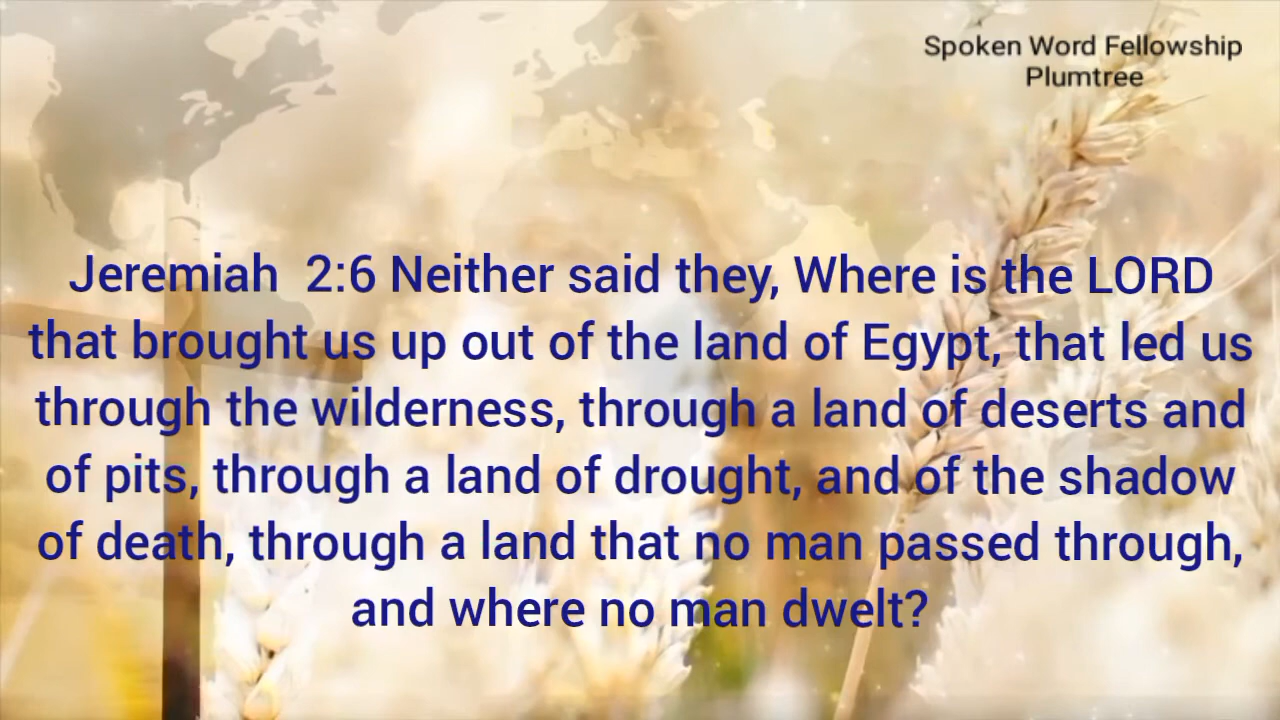 Spoken Word Fellowship
Plumtree
Jeremiah  2:6 Neither said they, Where is the LORD
that brought us up out of the land of Egypt, that led us
through the wilderness, through a land of deserts and
of pits, through a land of drought, and of the shadow
of death, through a land that no man passed through,
and where no man dwelt?